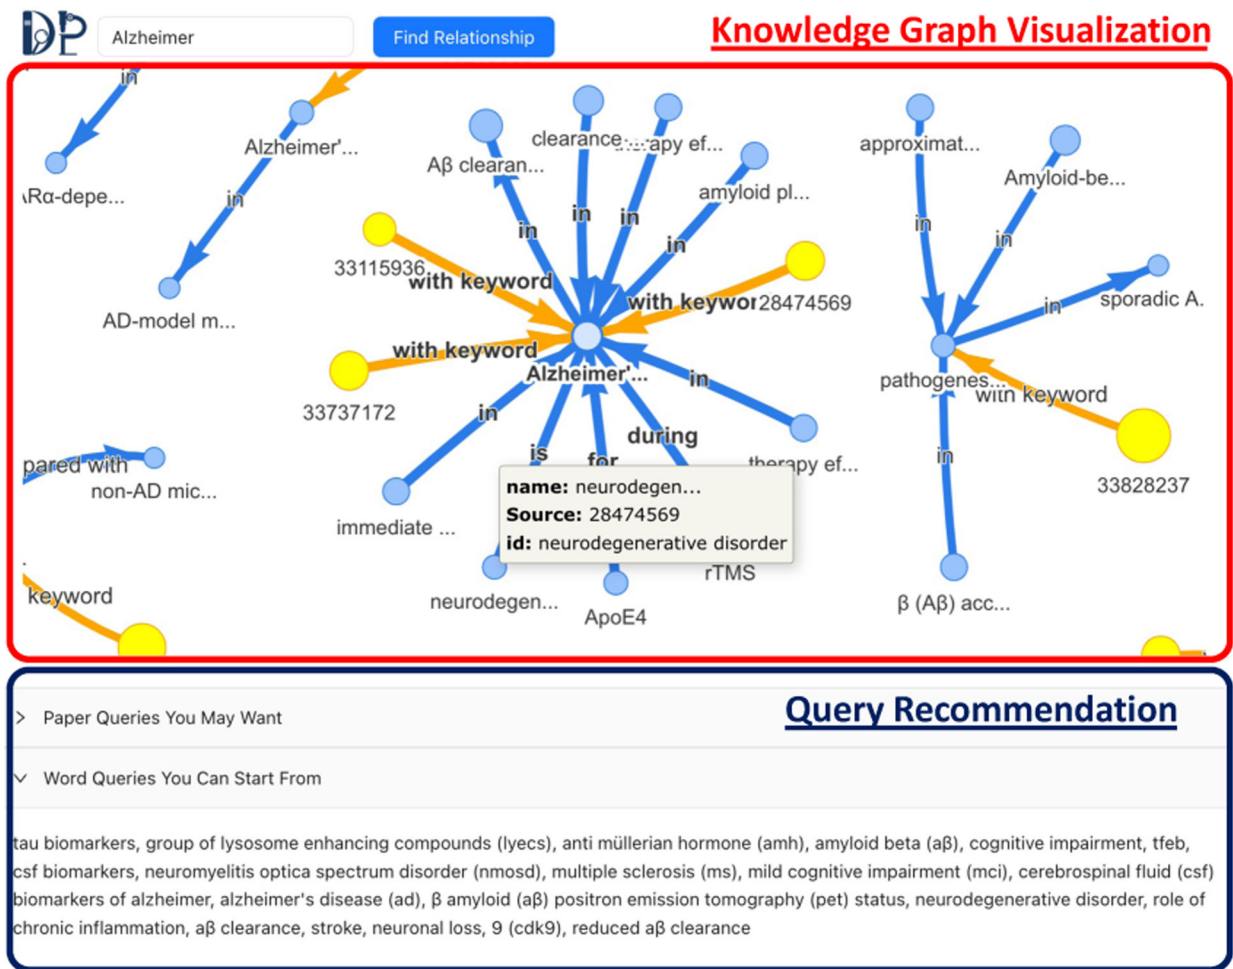 DP
Alzheimer
Find Relationship
Knowledge Graph Visualization
in
Alzheimer'...
clearance...
apy ef...
approximat...
Aβ clearan...
Rα-depe...
in
amyloid pl...
Amyloid-be...
in
in
in
in
in
in
33115936
with keyword
with keywor
28474569
in
sporadic A.
AD-model m...
with keyword
Alzheimer'...
in
pathogenes...
with keyword
33737172
in
during
is
for
in
pared with
non-AD mic...
therapy ef...
33828237
name: neurodegen...
Source: 28474569
id: neurodegenerative disorder
immediate ...
rTMS
keyword
neurodegen...
ApoE4
β (Aβ) acc...
Query Recommendation
Paper Queries You May Want
Word Queries You Can Start From
tau biomarkers, group of lysosome enhancing compounds (lyecs), anti müllerian hormone (amh), amyloid beta (aβ), cognitive impairment, tfeb,
csf biomarkers, neuromyelitis optica spectrum disorder (nmosd), multiple sclerosis (ms), mild cognitive impairment (mci), cerebrospinal fluid (csf)
biomarkers of alzheimer, alzheimer's disease (ad), β amyloid (aβ) positron emission tomography (pet) status, neurodegenerative disorder, role of
chronic inflammation, aβ clearance, stroke, neuronal loss, 9 (cdk9), reduced aβ clearance